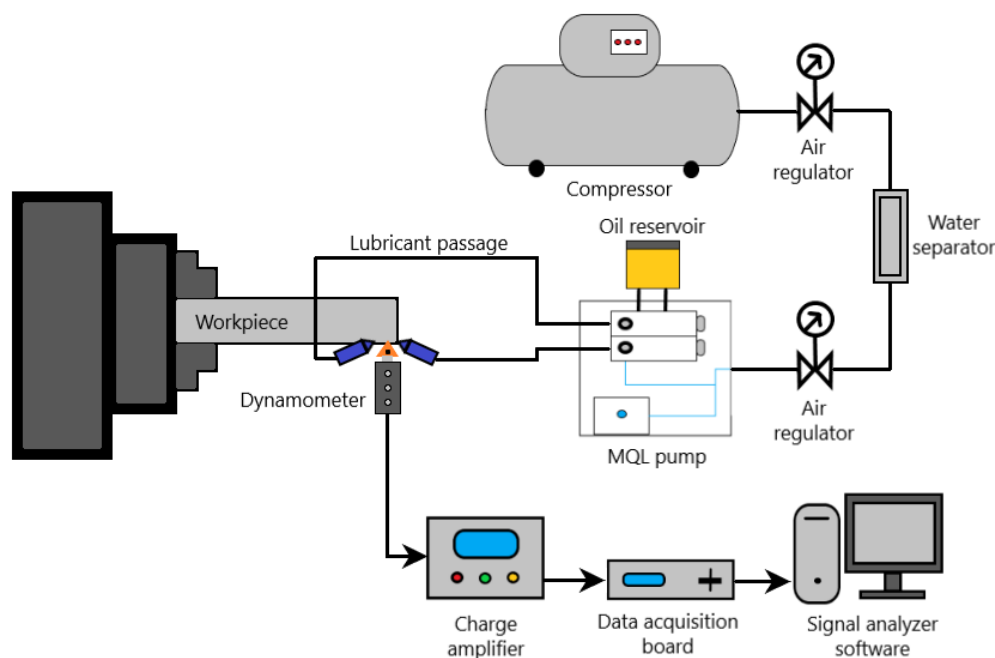 Compressor
Air
regulator
Water
separator
Oil reservoir
Lubricant passage
Workpiece
Dynamometer
Air
regulator
MQL pump
Charge
amplifier
Data acquisition
board
Signal analyzer
software